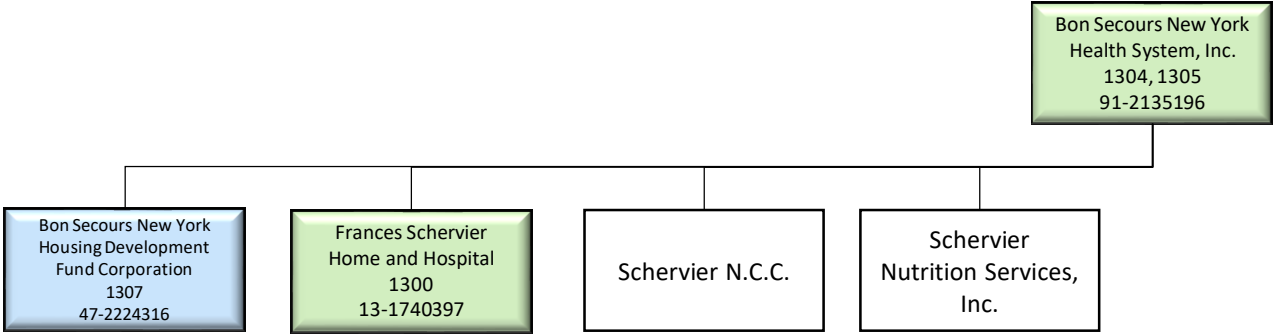 Bon Secours New York
Health System, Inc.
1304, 1305
91-2135196
Bon Secours New York
Housing Development
Fund Corporation
1307
47-2224316
Frances Schervier
Home and Hospital
1300
13-1740397
Schervier N.C.C.
Schervier
Nutrition Services,
Inc.